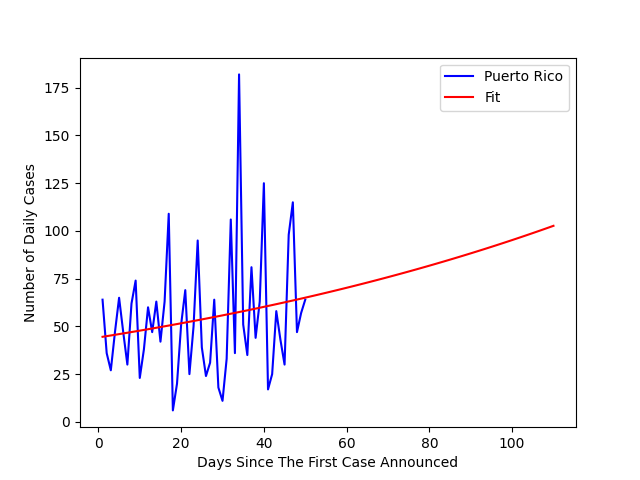 Puerto Rico
Fit
175
150
125
100
75
50
25
0
Number of Daily Cases
0 20 40 60 80 100
Days Since The First Case Announced